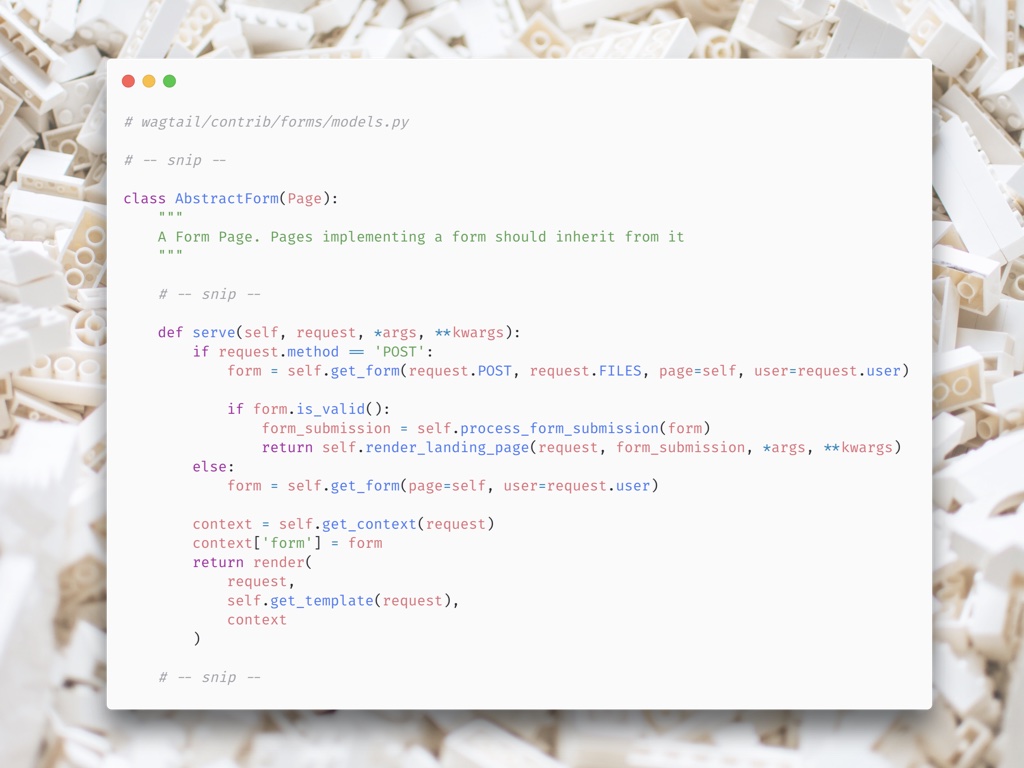 # wagtail/contrib/forms/models.py
# -- snip --
class AbstractForm(Page):
    """
    A Form Page. Pages implementing a form should inherit from it
    """
    # -- snip --
    def serve(self, request, *args, **kwargs):
        if request.method == 'POST':
            form = self.get_form(request.POST, request.FILES, page=self, user=request.user)
            if form.is_valid():
                form_submission = self.process_form_submission(form)
                return self.render_landing_page(request, form_submission, *args, **kwargs)
        else:
            form = self.get_form(page=self, user=request.user)
        context = self.get_context(request)
        context['form'] = form
        return render(
            request,
            self.get_template(request),
            context
        )
    # -- snip --